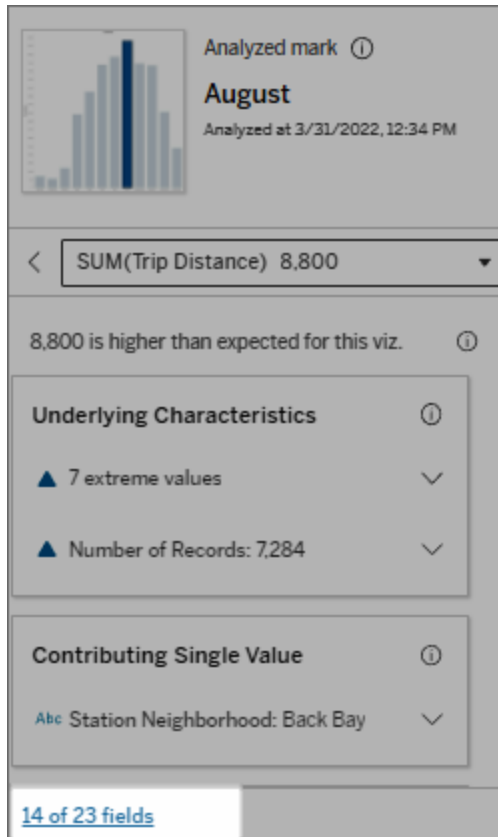 Analyzed mark
August
Analyzed at 3/31/2022, 12:34 PM
SUM(Trip Distance) 8,800
8,800 is higher than expected for this viz.
Underlying Characteristics
7 extreme values
Number of Records: 7,284
Contributing Single Value
Abc Station Neighborhood: Back Bay
14 of 23 fields